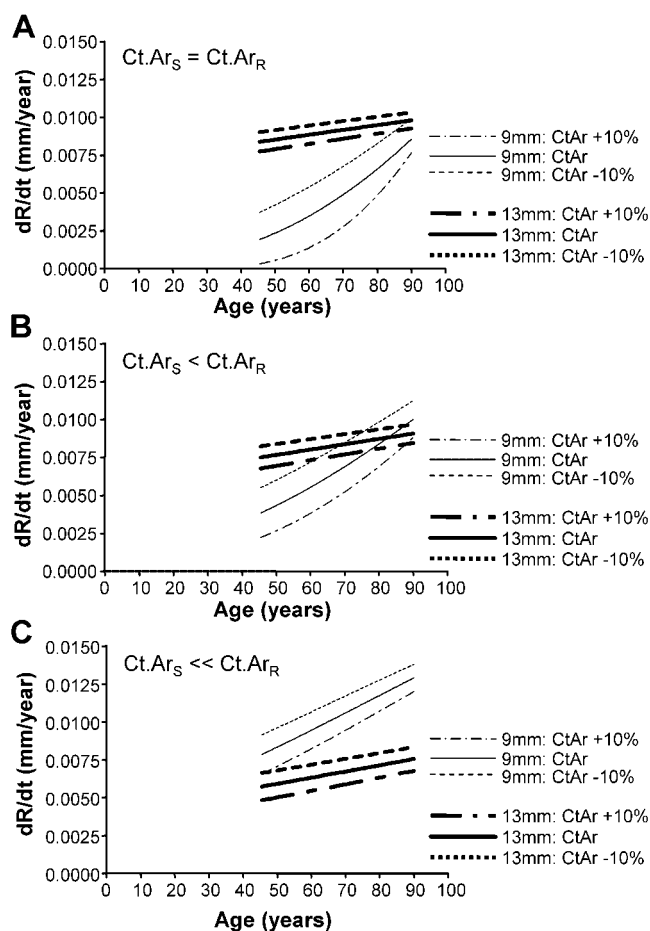 A
Ct.ArS = Ct.ArR
dR/dt (mm/year)
0.0150
0.0125
0.0100
0.0075
0.0050
0.0025
0.0000
0 10 20 30 40 50 60 70 80 90 100
Age (years)
9mm: CtAr +10%
9mm: CtAr
9mm: CtAr -10%
13mm: CtAr +10%
13mm: CtAr
13mm: CtAr -10%
B
Ct.ArS < Ct.ArR
dR/dt (mm/year)
0.0150
0.0125
0.0100
0.0075
0.0050
0.0025
0.0000
0 10 20 30 40 50 60 70 80 90 100
Age (years)
9mm: CtAr +10%
9mm: CtAr
9mm: CtAr -10%
13mm: CtAr +10%
13mm: CtAr
13mm: CtAr -10%
C
Ct.ArS << Ct.ArR
dR/dt (mm/year)
0.0150
0.0125
0.0100
0.0075
0.0050
0.0025
0.0000
0 10 20 30 40 50 60 70 80 90 100
Age (years)
9mm: CtAr +10%
9mm: CtAr
9mm: CtAr -10%
13mm: CtAr +10%
13mm: CtAr
13mm: CtAr -10%